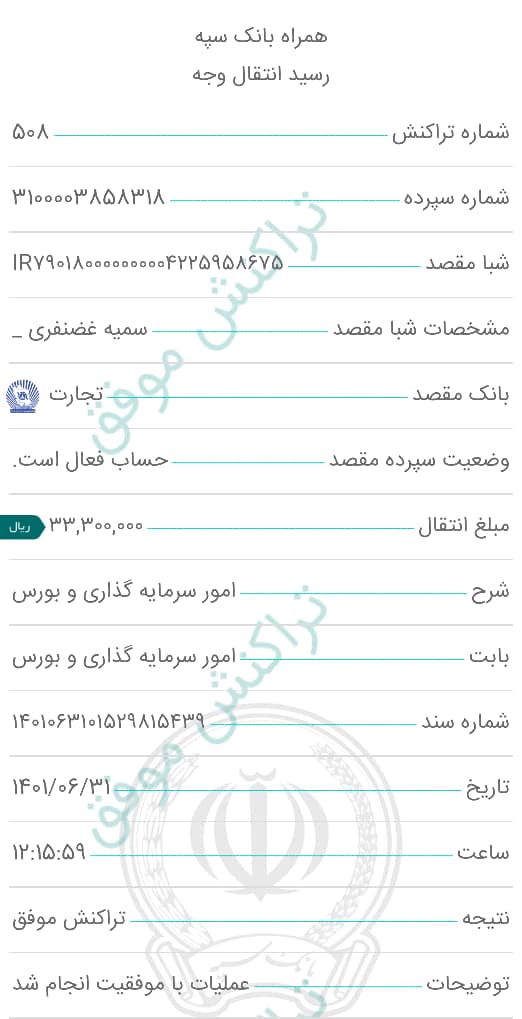 همراه بانک سپه
رسید انتقال وجه
شماره تراکنش ۵۰۸
شماره سپرده ۳۱۰۰۰۰۳۸۵۸۳۱۸
شبا مقصد IR۷۹۰۱۸۰۰۰۰۰۰۰۰۰۰۴۲۲۵۹۵۸۶۷۵
مشخصات شبا مقصد سمیه غضنفری _
بانک مقصد تجارت
وضعیت سپرده مقصد حساب فعال است.
مبلغ انتقال ۳۳,۳۰۰,۰۰۰ ریال
شرح امور سرمایه گذاری و بورس
بابت امور سرمایه گذاری و بورس
شماره سند ۱۴۰۱۰۶۳۱۰۱۵۲۹۸۱۵۴۳۹
تاریخ ۱۴۰۱/۰۶/۳۱
ساعت ۱۲:۱۵:۵۹
نتیجه تراکنش موفق
توضیحات عملیات با موفقیت انجام شد
تراکنش موفق
تراکنش موفق
بانک سپه